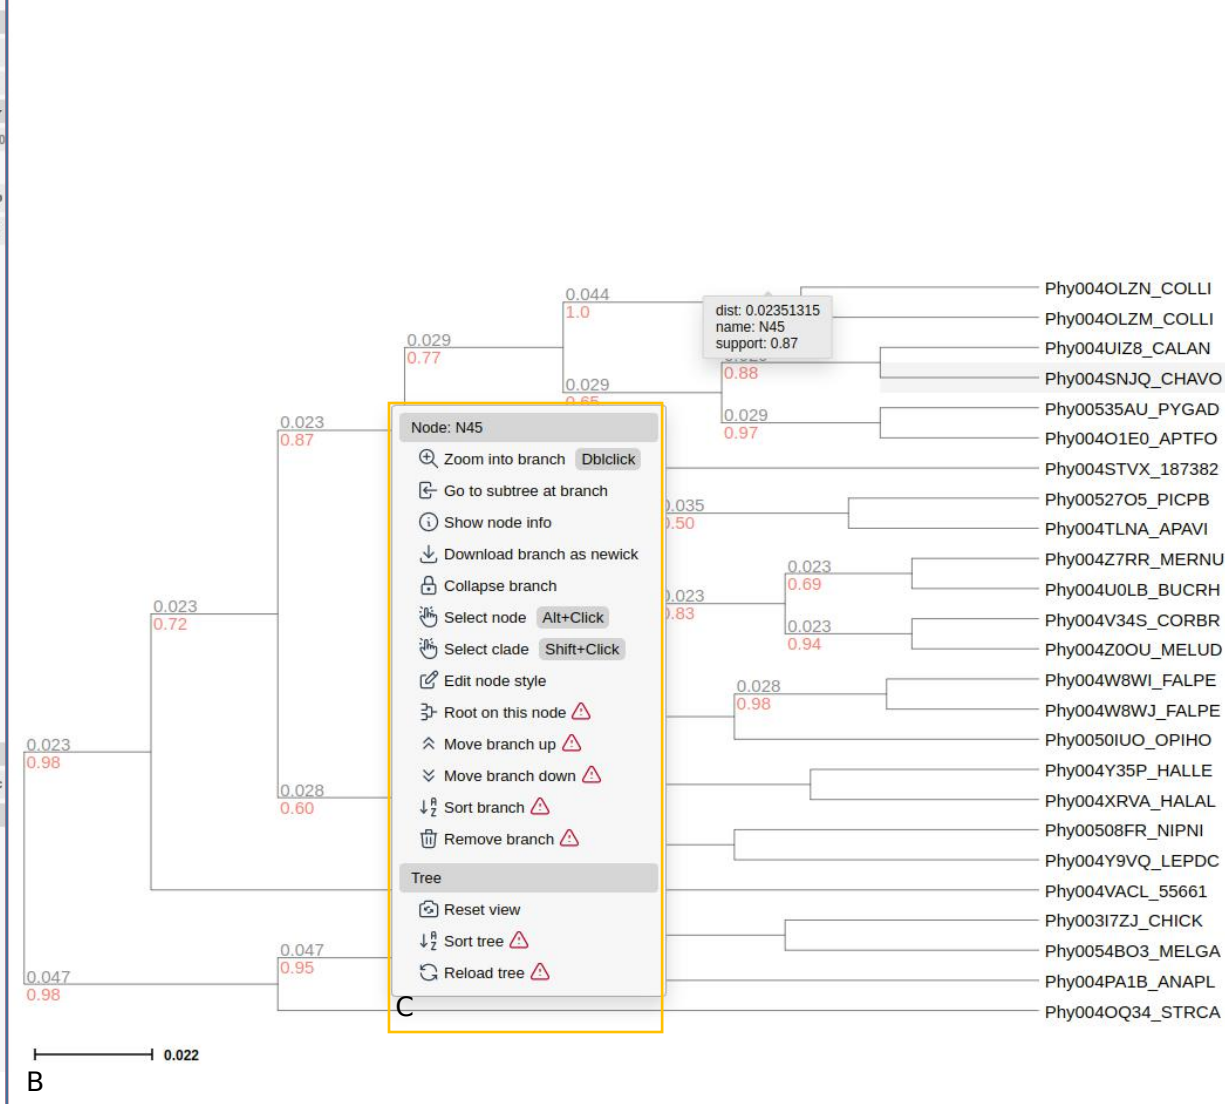 0.044
1.0
0.029
0.77
0.029
dist: 0.02351315
name: N45
support: 0.87
0.88
0.029
0.97
0.023
0.87
0.023
0.72
0.023
0.98
0.028
0.60
0.047
0.95
0.047
0.98
Node: N45
Zoom into branch Dblclick
Go to subtree at branch
Show node info
Download branch as newick
Collapse branch
Select node Alt+Click
Select clade Shift+Click
Edit node style
Root on this node
Move branch up
Move branch down
Sort branch
Remove branch
Tree
Reset view
Sort tree
Reload tree
C
0.035
0.50
0.023
0.83
0.023
0.69
0.023
0.94
0.028
0.98
Phy004OLZN_COLLI
Phy004OLZM_COLLI
Phy004UIZ8_CALAN
Phy004SNJQ_CHAVO
Phy00535AU_PYGAD
Phy004O1E0_APTFO
Phy004STVX_187382
Phy00527O5_PICPB
Phy004TLNA_APAVI
Phy004Z7RR_MERNU
Phy004U0LB_BUCRH
Phy004V34S_CORBR
Phy004Z0OU_MELUD
Phy004W8WI_FALPE
Phy004W8WJ_FALPE
Phy0050IUO_OPIHO
Phy004Y35P_HALLE
Phy004XRVA_HALAL
Phy00508FR_NIPNI
Phy004Y9VQ_LEPDC
Phy004VACL_55661
Phy003I7ZJ_CHICK
Phy0054BO3_MELGA
Phy004PA1B_ANAPL
Phy004OQ34_STRCA
0.022
B